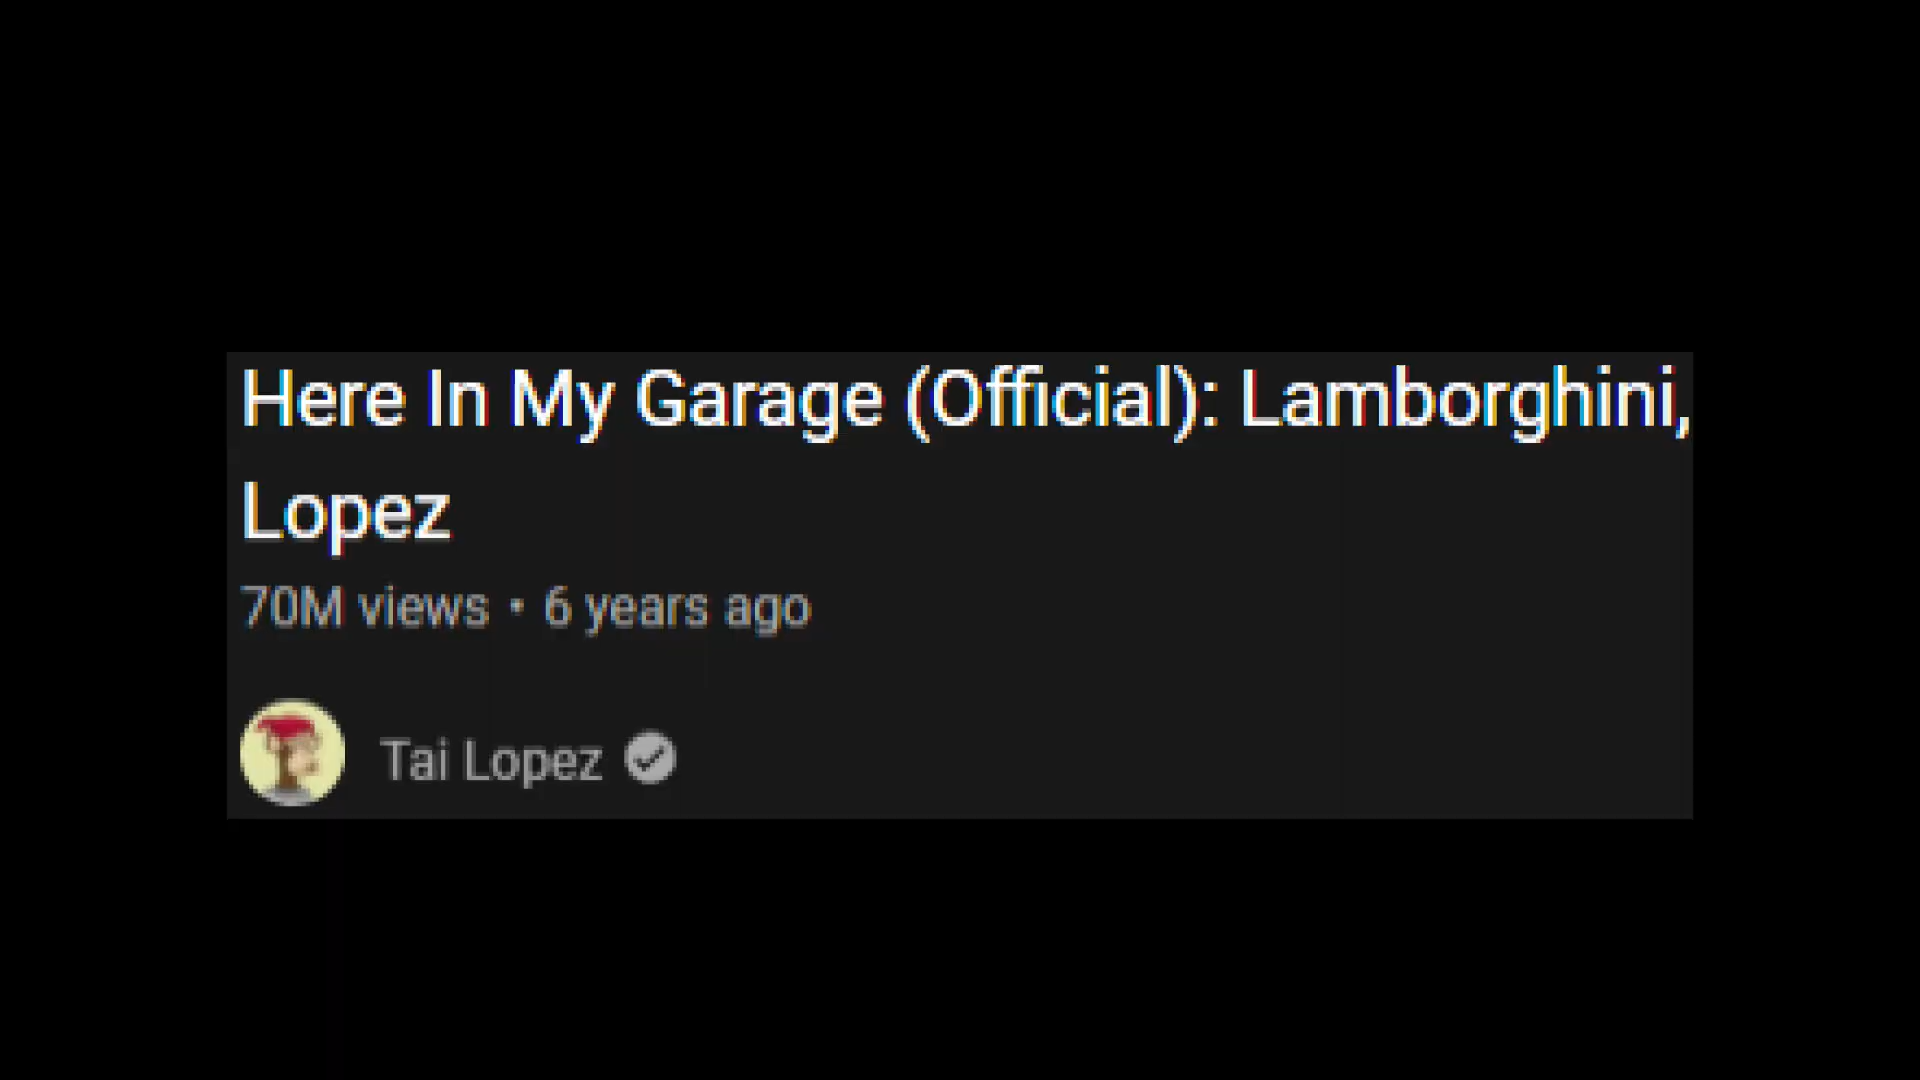 Here In My Garage (Official): Lamborghini,
Lopez
70M views • 6 years ago
Tai Lopez